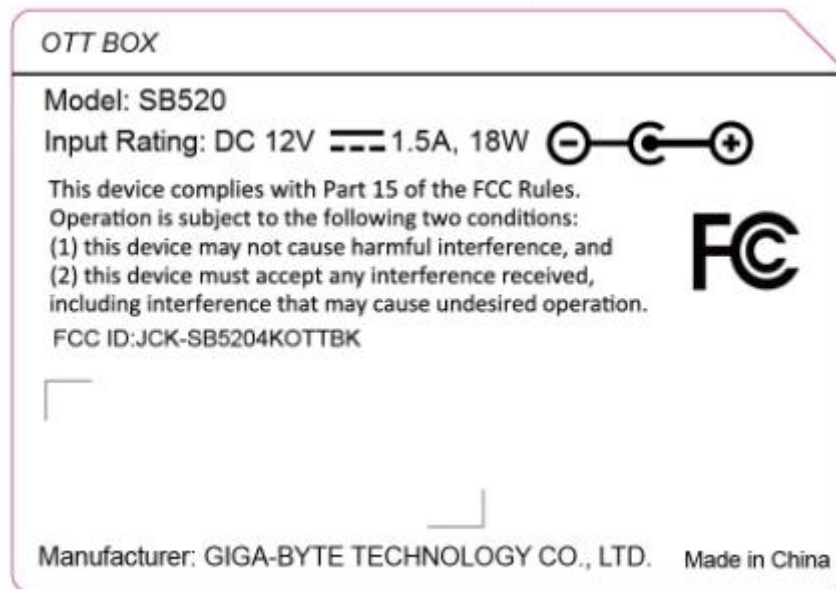 OTT BOX
Model: SB520
Input Rating: DC 12V ⎓ 1.5A, 18W
This device complies with Part 15 of the FCC Rules.
Operation is subject to the following two conditions:
(1) this device may not cause harmful interference, and
(2) this device must accept any interference received,
including interference that may cause undesired operation.
FC
FCC ID:JCK-SB5204KOTTBK
Manufacturer: GIGA-BYTE TECHNOLOGY CO., LTD. Made in China